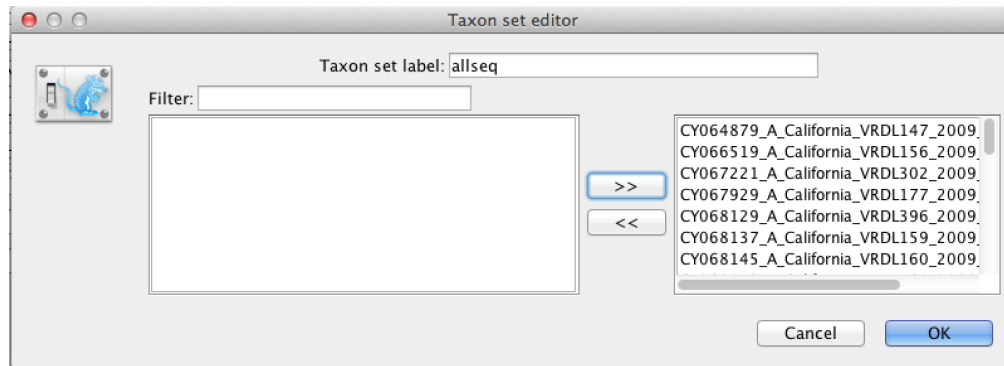 Taxon set editor
Taxon set label: allseq
Filter:
CY064879_A_California_VRDL147_2009_
CY066519_A_California_VRDL156_2009_
CY067221_A_California_VRDL302_2009_
>>
CY067929_A_California_VRDL177_2009_
<<
CY068129_A_California_VRDL396_2009_
CY068137_A_California_VRDL159_2009_
CY068145_A_California_VRDL160_2009_
Cancel
OK